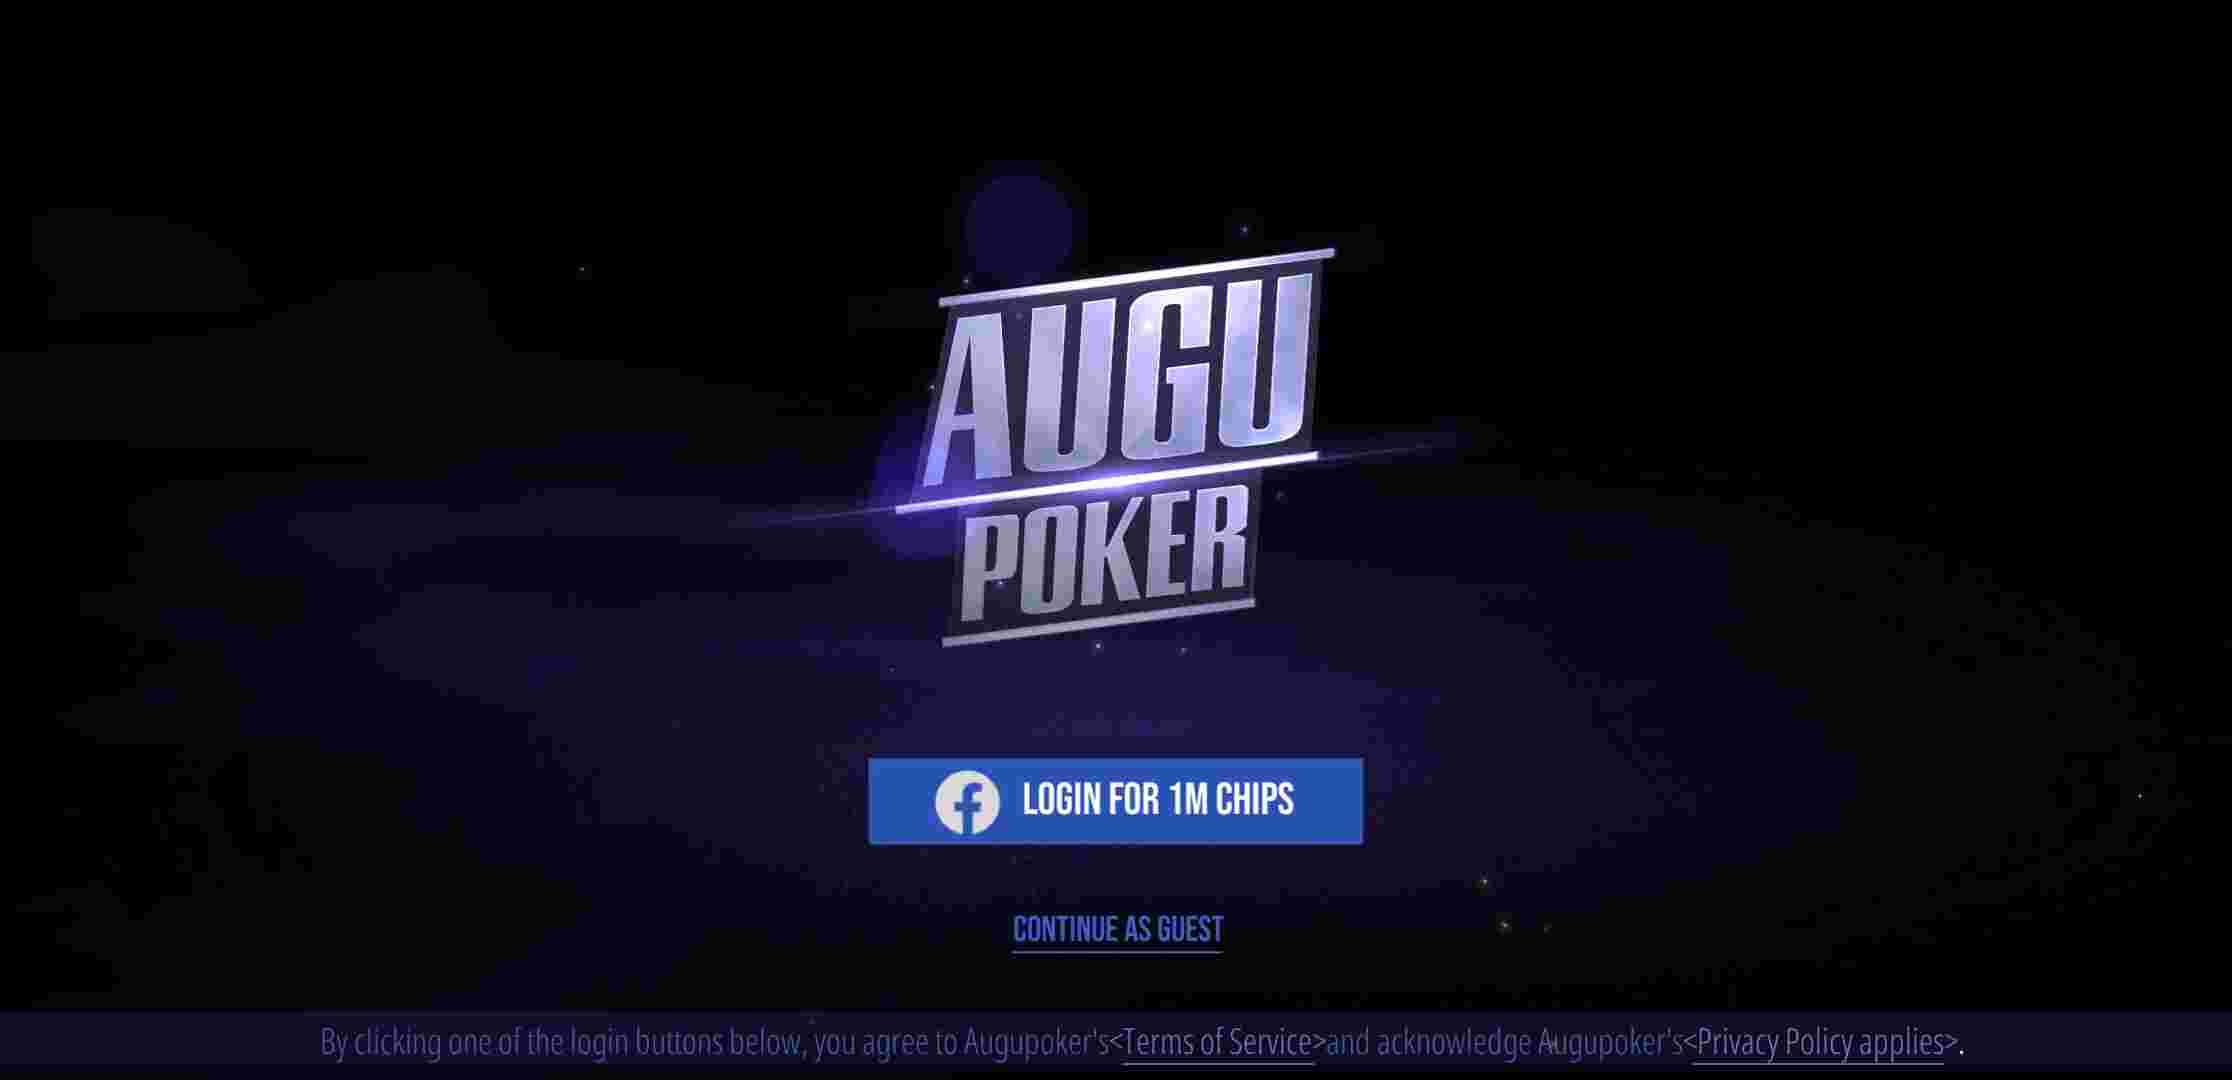 AUGU
POKER
LOGIN FOR 1M CHIPS
CONTINUE AS GUEST
By clicking one of the login buttons below, you agree to Augupoker's<Terms of Service>and acknowledge Augupoker's<Privacy Policy applies>.